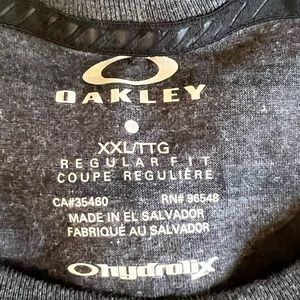 OAKLEY
XXL/TTG
REGULAR FIT
COUPE REGULIÈRE
CA#35460 RN# 96548
MADE IN EL SALVADOR
FABRIQUÉ AU SALVADOR
hydrolix